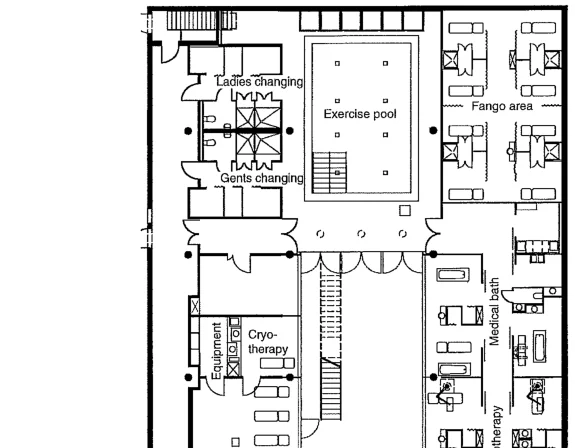 Ladies changing
Exercise pool
Fango area
Gents changing
Medical bath
Equipment
Cryo-
therapy
therapy